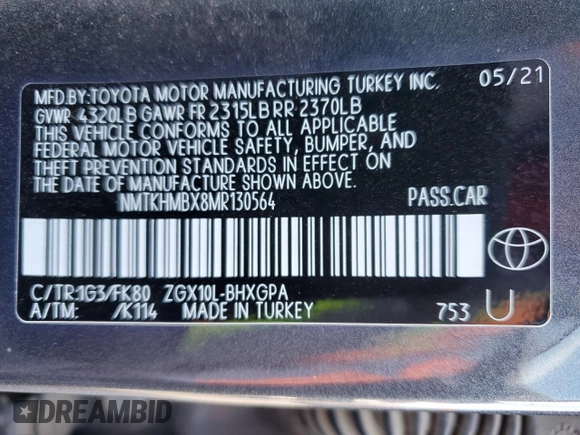 MFD.BY:TOYOTA MOTOR MANUFACTURING TURKEY INC. 05/21
GVWR 4320LB GAWR FR 2315LB RR 2370LB
THIS VEHICLE CONFORMS TO ALL APPLICABLE
FEDERAL MOTOR VEHICLE SAFETY, BUMPER, AND
THEFT PREVENTION STANDARDS IN EFFECT ON
THE DATE OF MANUFACTURE SHOWN ABOVE.
NMTKHMBX8MR130564 PASS.CAR
C/TR:1G3/FK80 ZGX10L-BHXGPA
A/TM: /K114 MADE IN TURKEY 753 U
DREAMBID